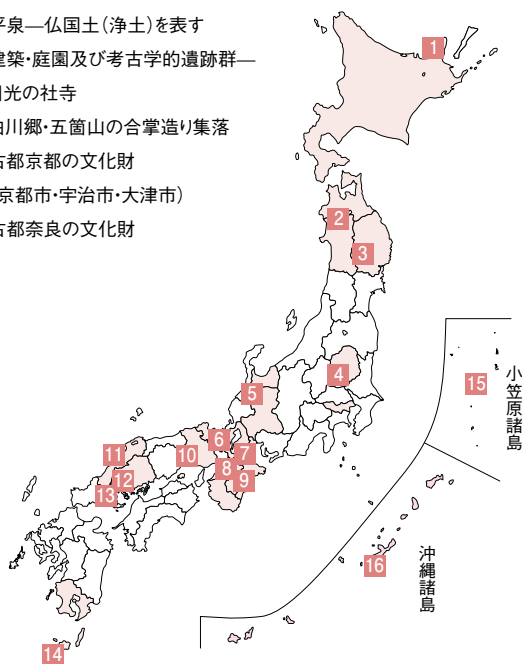 平泉―仏国土(浄土)を表す
建築・庭園及び考古学的遺跡群―
日光の社寺
白川郷・五箇山の合掌造り集落
古都京都の文化財
京都市・宇治市・大津市)
古都奈良の文化財
1
2
3
4
5
6
7
8
9
10
11
12
13
14
15
小笠原諸島
16
沖縄諸島